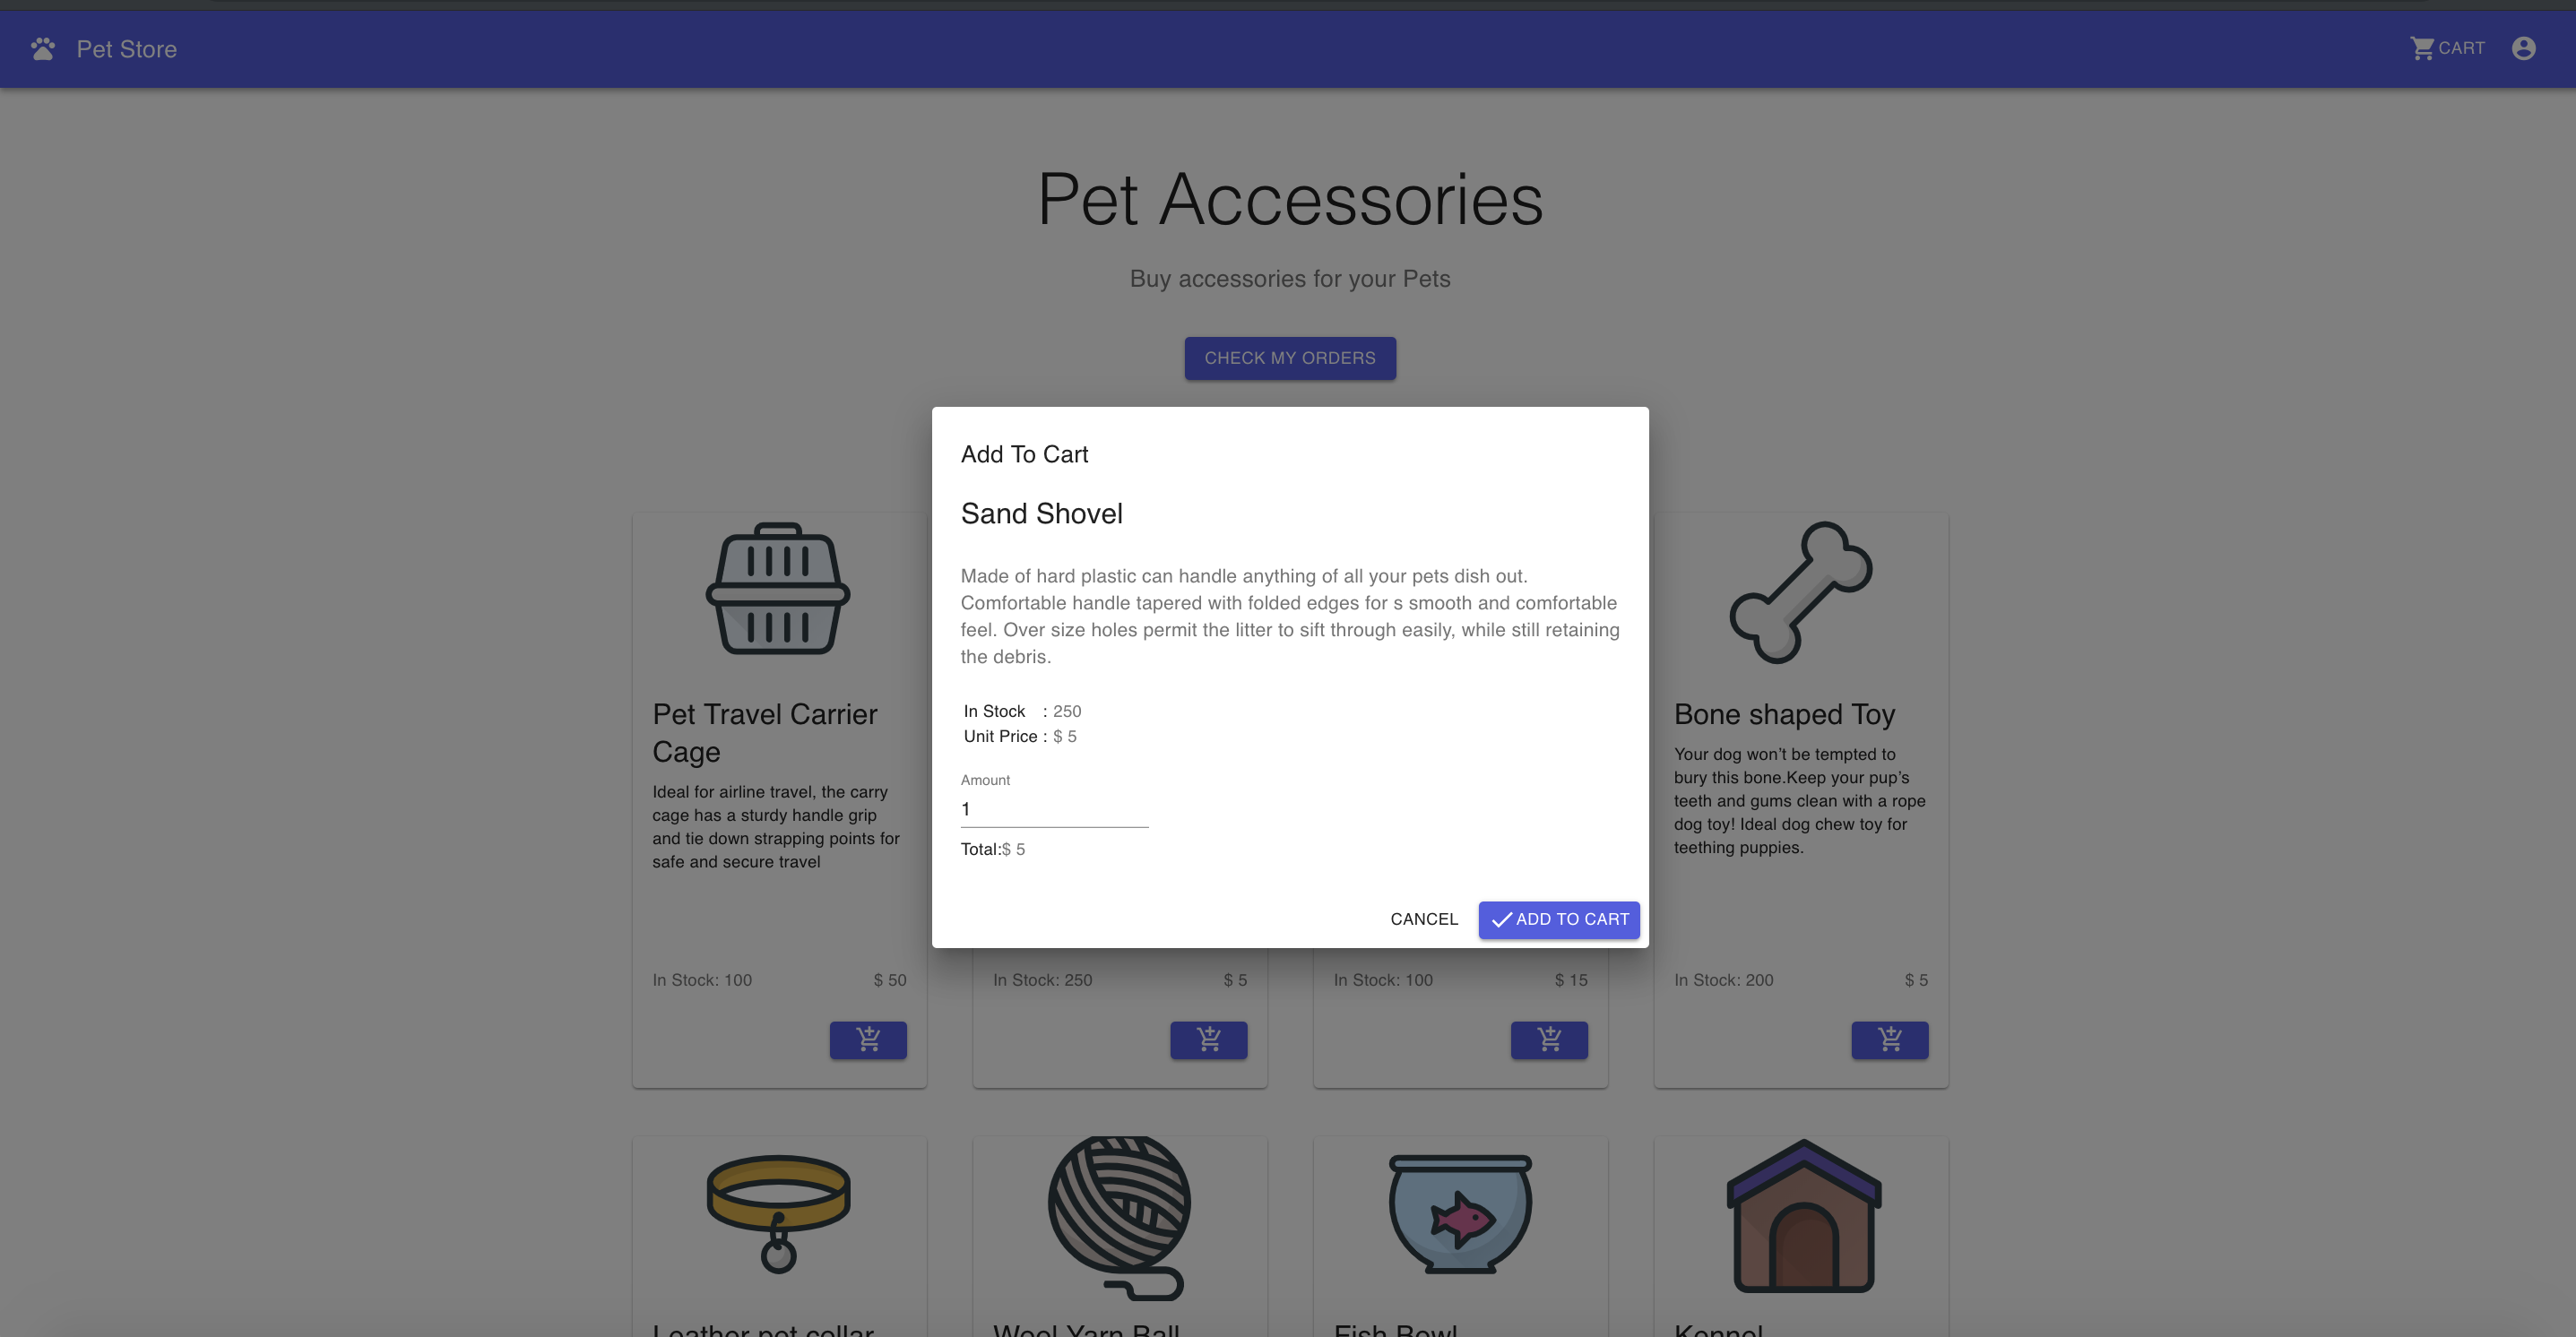 Pet Store
CART
Pet Accessories
Buy accessories for your Pets
CHECK MY ORDERS
Add To Cart
Sand Shovel
Made of hard plastic can handle anything of all your pets dish out.
Comfortable handle tapered with folded edges for s smooth and comfortable
feel. Over size holes permit the litter to sift through easily, while still retaining
the debris.
In Stock : 250
Unit Price : $ 5
Amount
1
Total:$ 5
CANCEL
ADD TO CART
Pet Travel Carrier
Cage
Ideal for airline travel, the carry
cage has a sturdy handle grip
and tie down strapping points for
safe and secure travel
In Stock: 100
$ 50
In Stock: 250
$ 5
In Stock: 100
$ 15
Bone shaped Toy
Your dog won’t be tempted to
bury this bone.Keep your pup’s
teeth and gums clean with a rope
dog toy! Ideal dog chew toy for
teething puppies.
In Stock: 200
$ 5
Leather pet collar
Wool Yarn Ball
Fish Bowl
Kennel